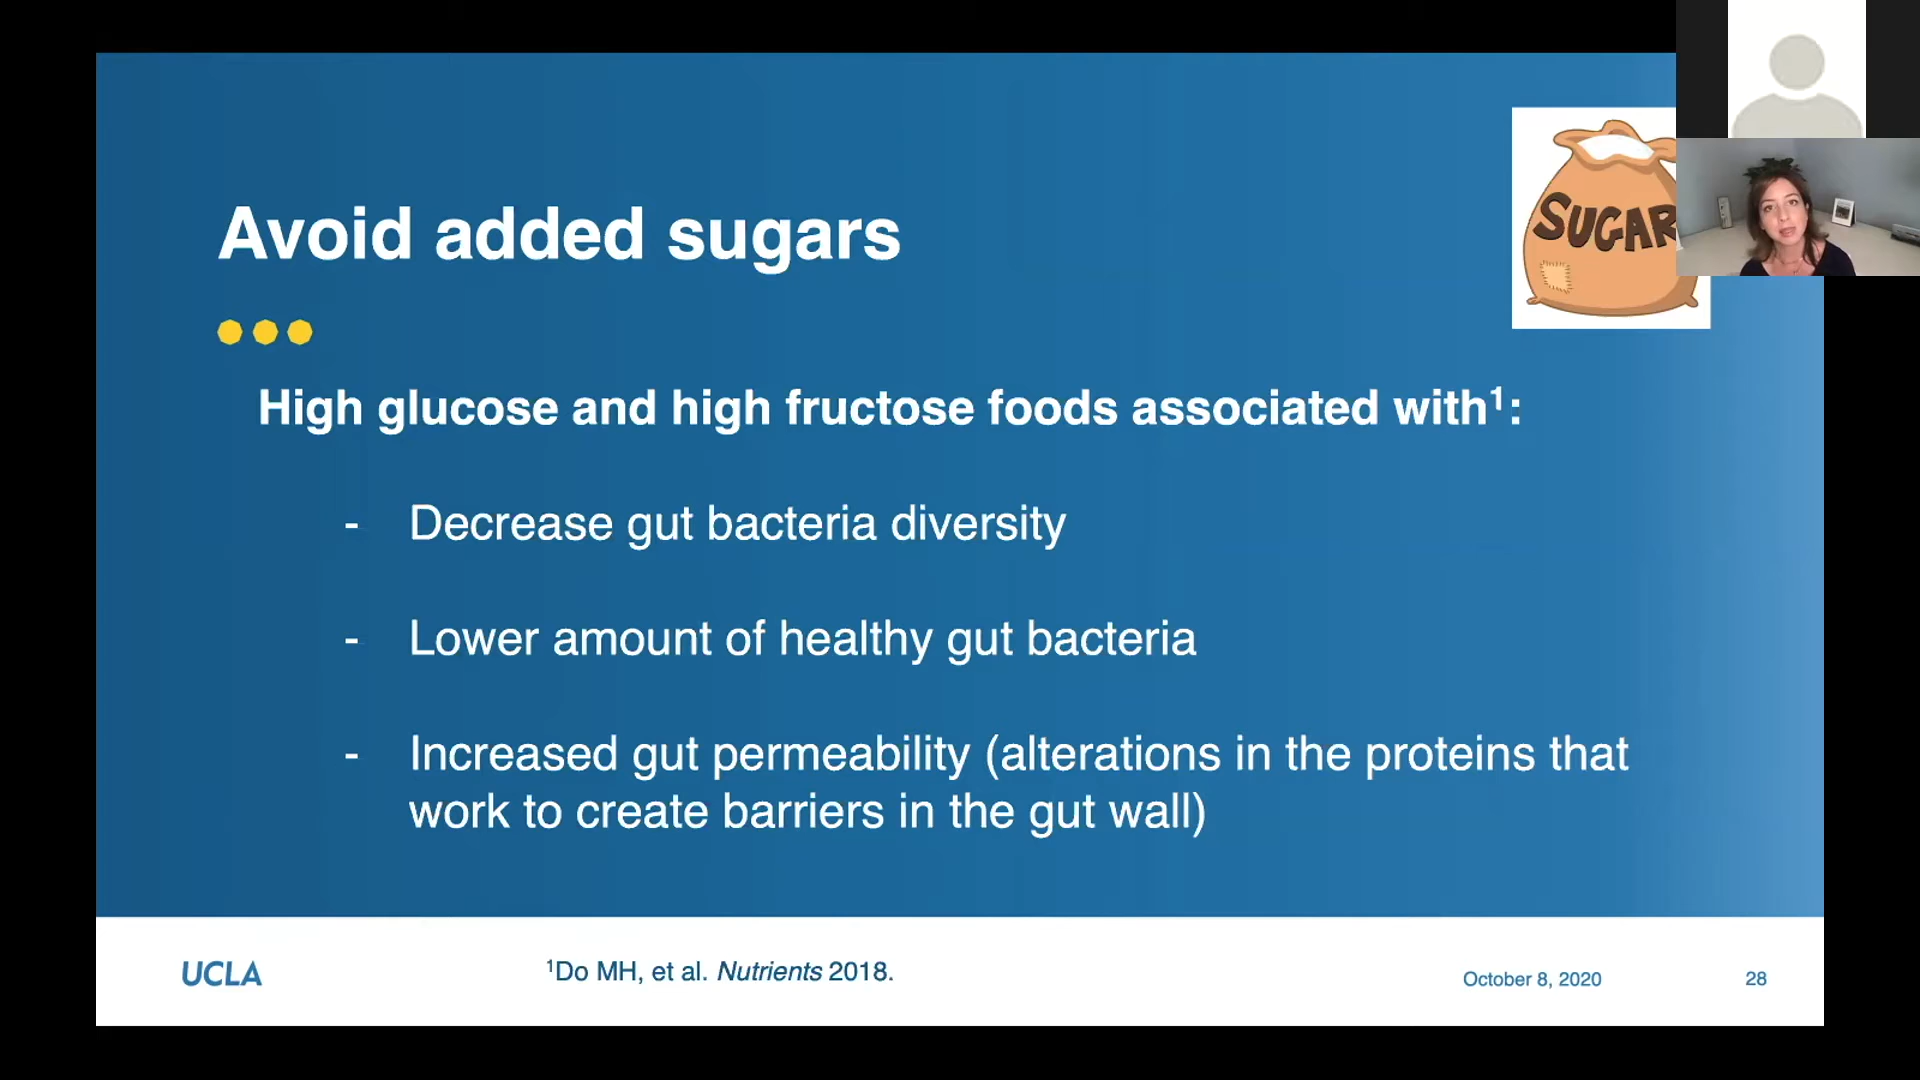 Avoid added sugars
SUGAR
High glucose and high fructose foods associated with¹:
- Decrease gut bacteria diversity
- Lower amount of healthy gut bacteria
- Increased gut permeability (alterations in the proteins that
work to create barriers in the gut wall)
UCLA
¹Do MH, et al. Nutrients 2018.
October 8, 2020
28